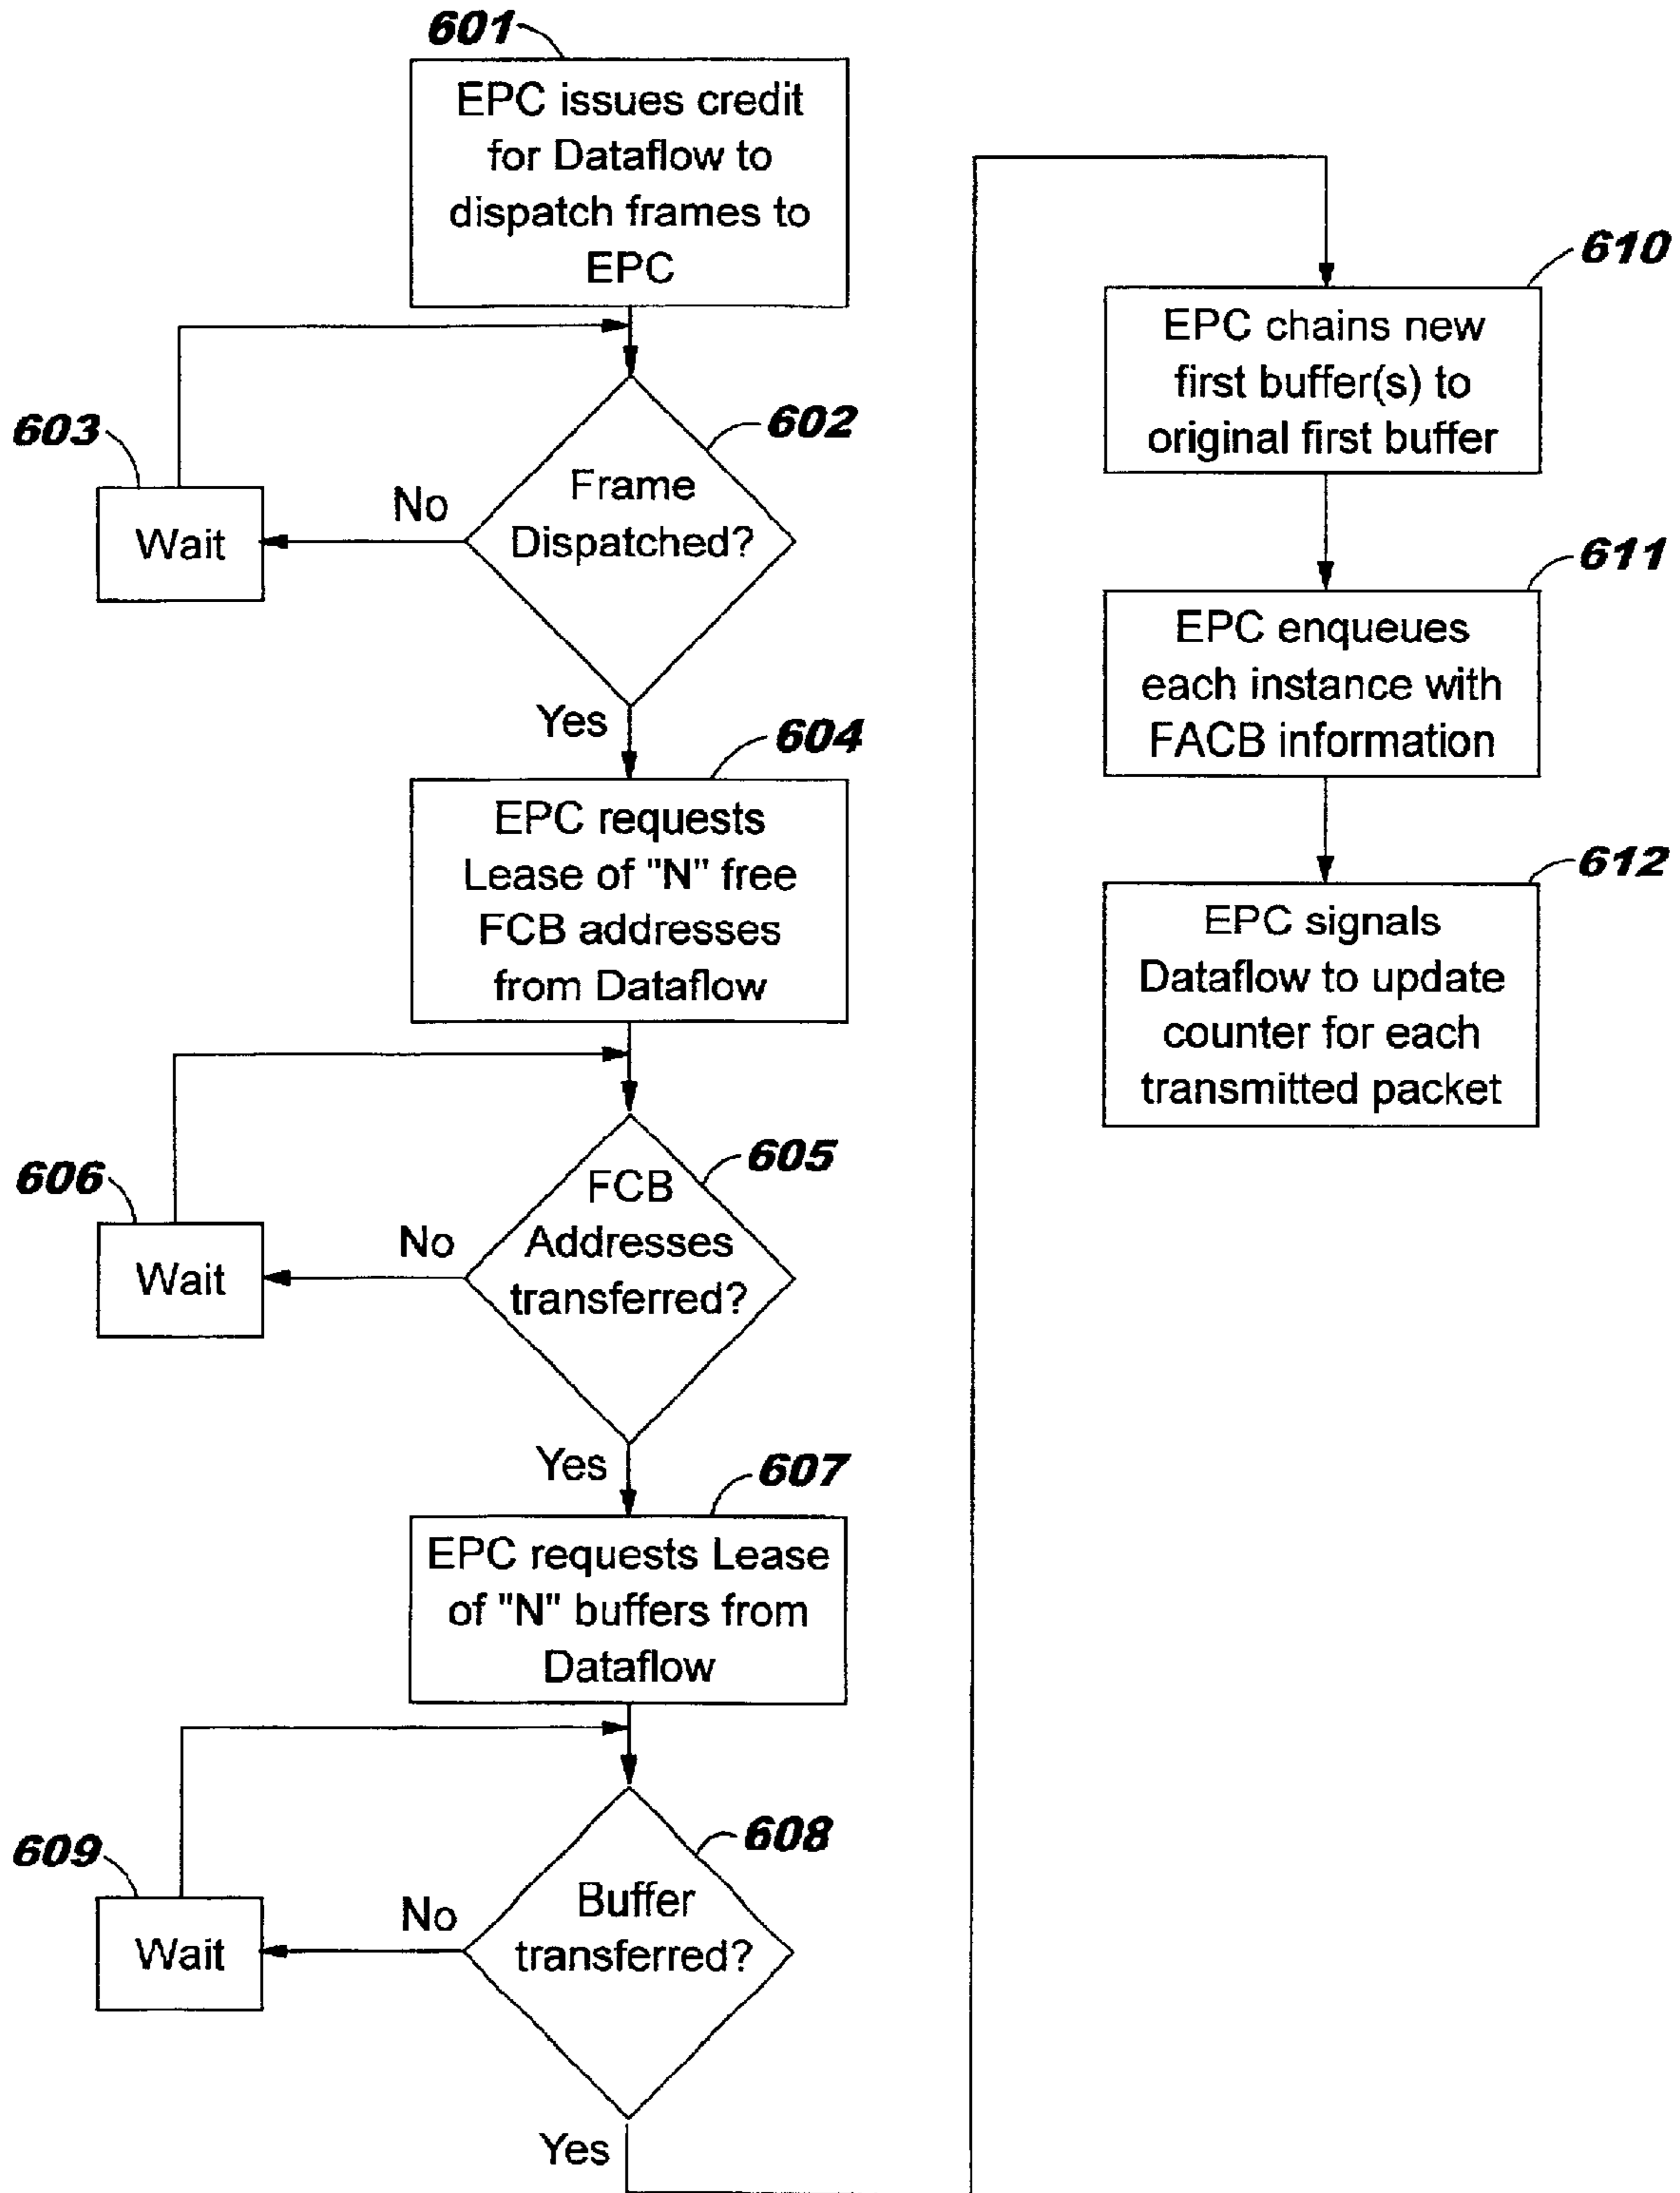 601
EPC issues credit
for Dataflow to
dispatch frames to
EPC
602
Frame
Dispatched?
No
603
Wait
Yes
604
EPC requests
Lease of "N" free
FCB addresses
from Dataflow
605
FCB
Addresses
transferred?
No
606
Wait
Yes
607
EPC requests Lease
of "N" buffers from
Dataflow
608
Buffer
transferred?
No
609
Wait
Yes
610
EPC chains new
first buffer(s) to
original first buffer
611
EPC enqueues
each instance with
FACB information
612
EPC signals
Dataflow to update
counter for each
transmitted packet